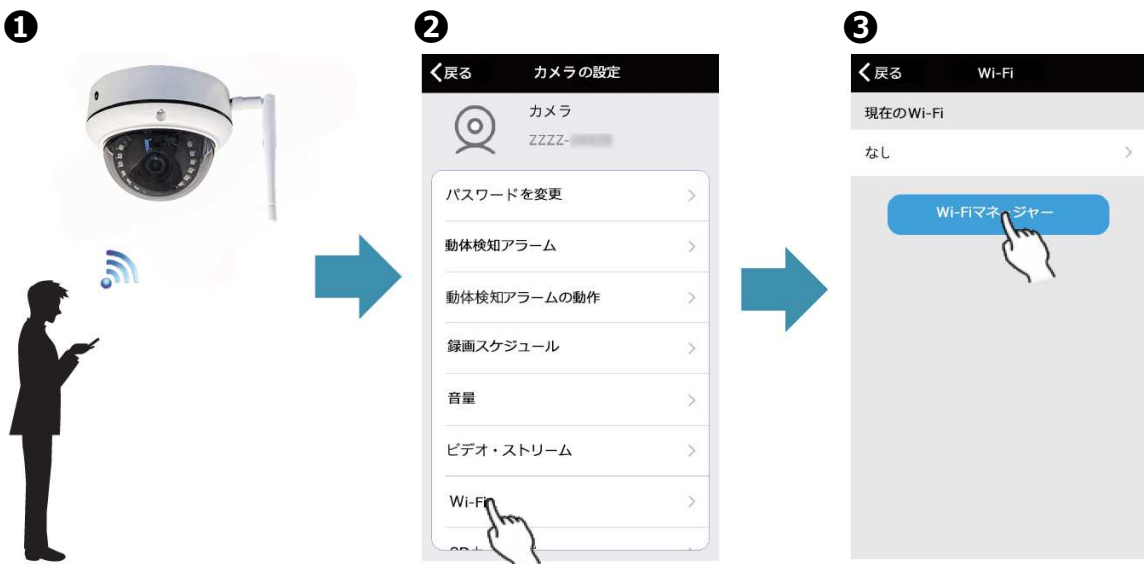 ❶
❷
❸
戻る カメラの設定
カメラ
ZZZZ-
パスワードを変更
動体検知アラーム
動体検知アラームの動作
録画スケジュール
音量
ビデオ・ストリーム
Wi-Fi
戻る Wi-Fi
現在のWi-Fi
なし
Wi-Fiマネージャー